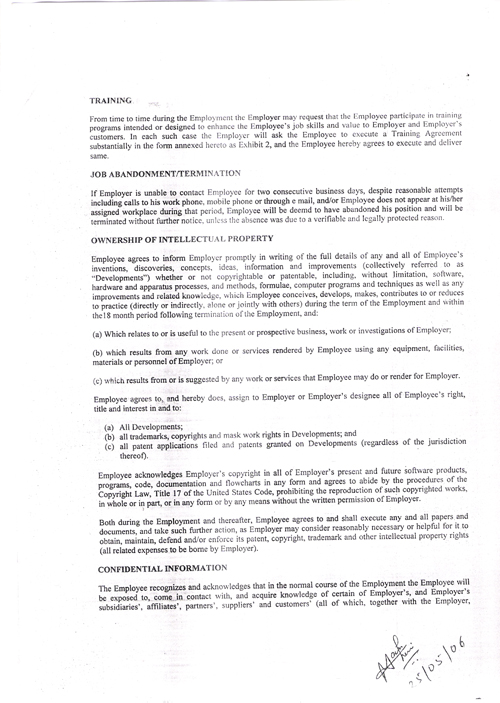 TRAINING
From time to time during the Employment the Employer may request that the Employee participate in training
programs intended or designed to enhance the Employee's job skills and value to Employer and Employer's
customers. In each such case the Employer will ask the Employee to execute a Training Agreement
substantially in the form annexed hereto as Exhibit 2, and the Employee hereby agrees to execute and deliver
same.
JOB ABANDONMENT/TERMINATION
If Employer is unable to contact Employee for two consecutive business days, despite reasonable attempts
including calls to his work phone, mobile phone or through e mail, and/or Employee does not appear at his/her
assigned workplace during that period, Employee will be deemd to have abandoned his position and will be
terminated without further notice, unless the absence was due to a verifiable and legally protected reason.
OWNERSHIP OF INTELLECTUAL PROPERTY
Employee agrees to inform Employer promptly in writing of the full details of any and all of Employee's
inventions, discoveries, concepts, ideas, information and improvements (collectively referred to as
"Developments") whether or not copyrightable or patentable, including, without limitation, software,
hardware and apparatus processes, and methods, formulae, computer programs and techniques as well as any
improvements and related knowledge, which Employee conceives, develops, makes, contributes to or reduces
to practice (directly or indirectly, alone or jointly with others) during the term of the Employment and within
the18 month period following termination of the Employment, and:
(a) Which relates to or is useful to the present or prospective business, work or investigations of Employer;
(b) which results from any work done or services rendered by Employee using any equipment, facilities,
materials or personnel of Employer; or
(c) which results from or is suggested by any work or services that Employee may do or render for Employer.
Employee agrees to, and hereby does, assign to Employer or Employer's designee all of Employee's right,
title and interest in and to:
(a) All Developments;
(b) all trademarks, copyrights and mask work rights in Developments; and
(c) all patent applications filed and patents granted on Developments (regardless of the jurisdiction
thereof).
Employee acknowledges Employer's copyright in all of Employer's present and future software products,
programs, code, documentation and flowcharts in any form and agrees to abide by the procedures of the
Copyright Law, Title 17 of the United States Code, prohibiting the reproduction of such copyrighted works,
in whole or in part, or in any form or by any means without the written permission of Employer.
Both during the Employment and thereafter, Employee agrees to and shall execute any and all papers and
documents, and take such further action, as Employer may consider reasonably necessary or helpful for it to
obtain, maintain, defend and/or enforce its patent, copyright, trademark and other intellectual property rights
(all related expenses to be borne by Employer).
CONFIDENTIAL INFORMATION
The Employee recognizes and acknowledges that in the normal course of the Employment the Employee will
be exposed to, come in contact with, and acquire knowledge of certain of Employer's, and Employer's
subsidiaries', affiliates', partners', suppliers' and customers' (all of which, together with the Employer,
25/05/06